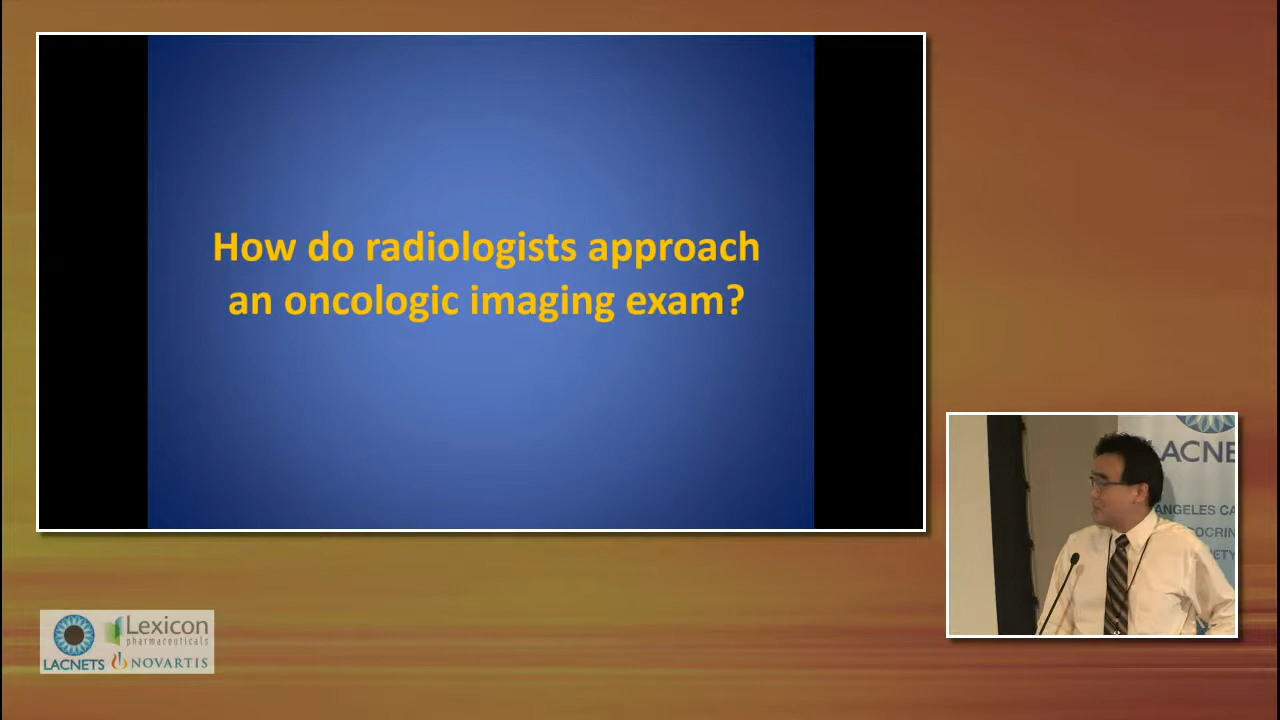 How do radiologists approach
an oncologic imaging exam?
LACNE
ANGELES CA
OCRIN
ETY
Lexicon
pharmaceuticals
LACNETS
NOVARTIS